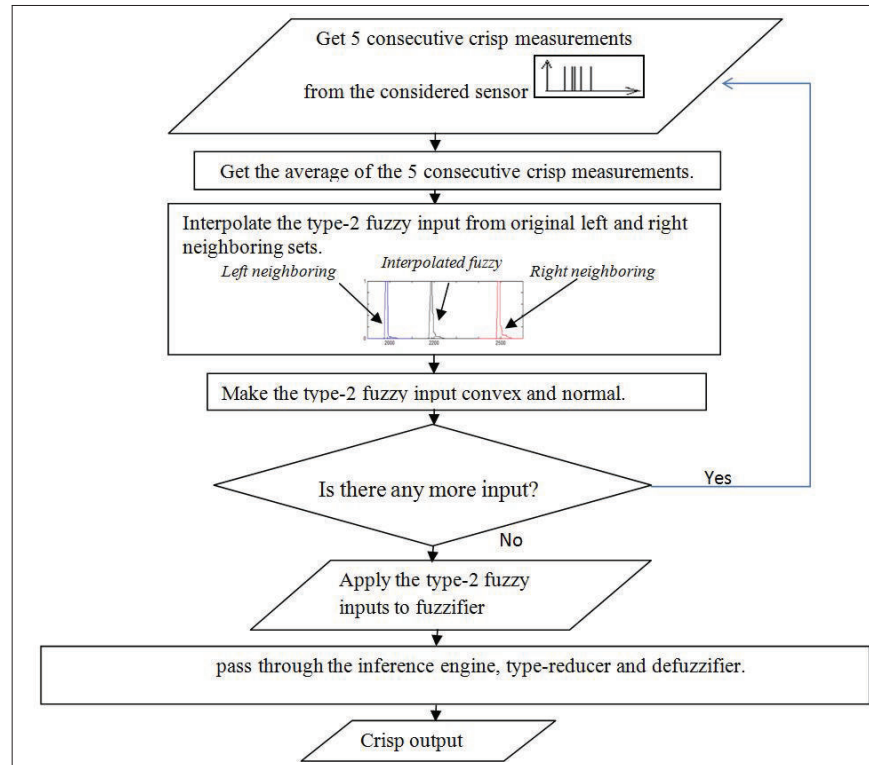 Get 5 consecutive crisp measurements
from the considered sensor
Get the average of the 5 consecutive crisp measurements.
Interpolate the type-2 fuzzy input from original left and right
neighboring sets.
Left neighboring
Interpolated fuzzy
Right neighboring
1
0
2000
2200
2500
Make the type-2 fuzzy input convex and normal.
Is there any more input?
Yes
No
Apply the type-2 fuzzy
inputs to fuzzifier
pass through the inference engine, type-reducer and defuzzifier.
Crisp output